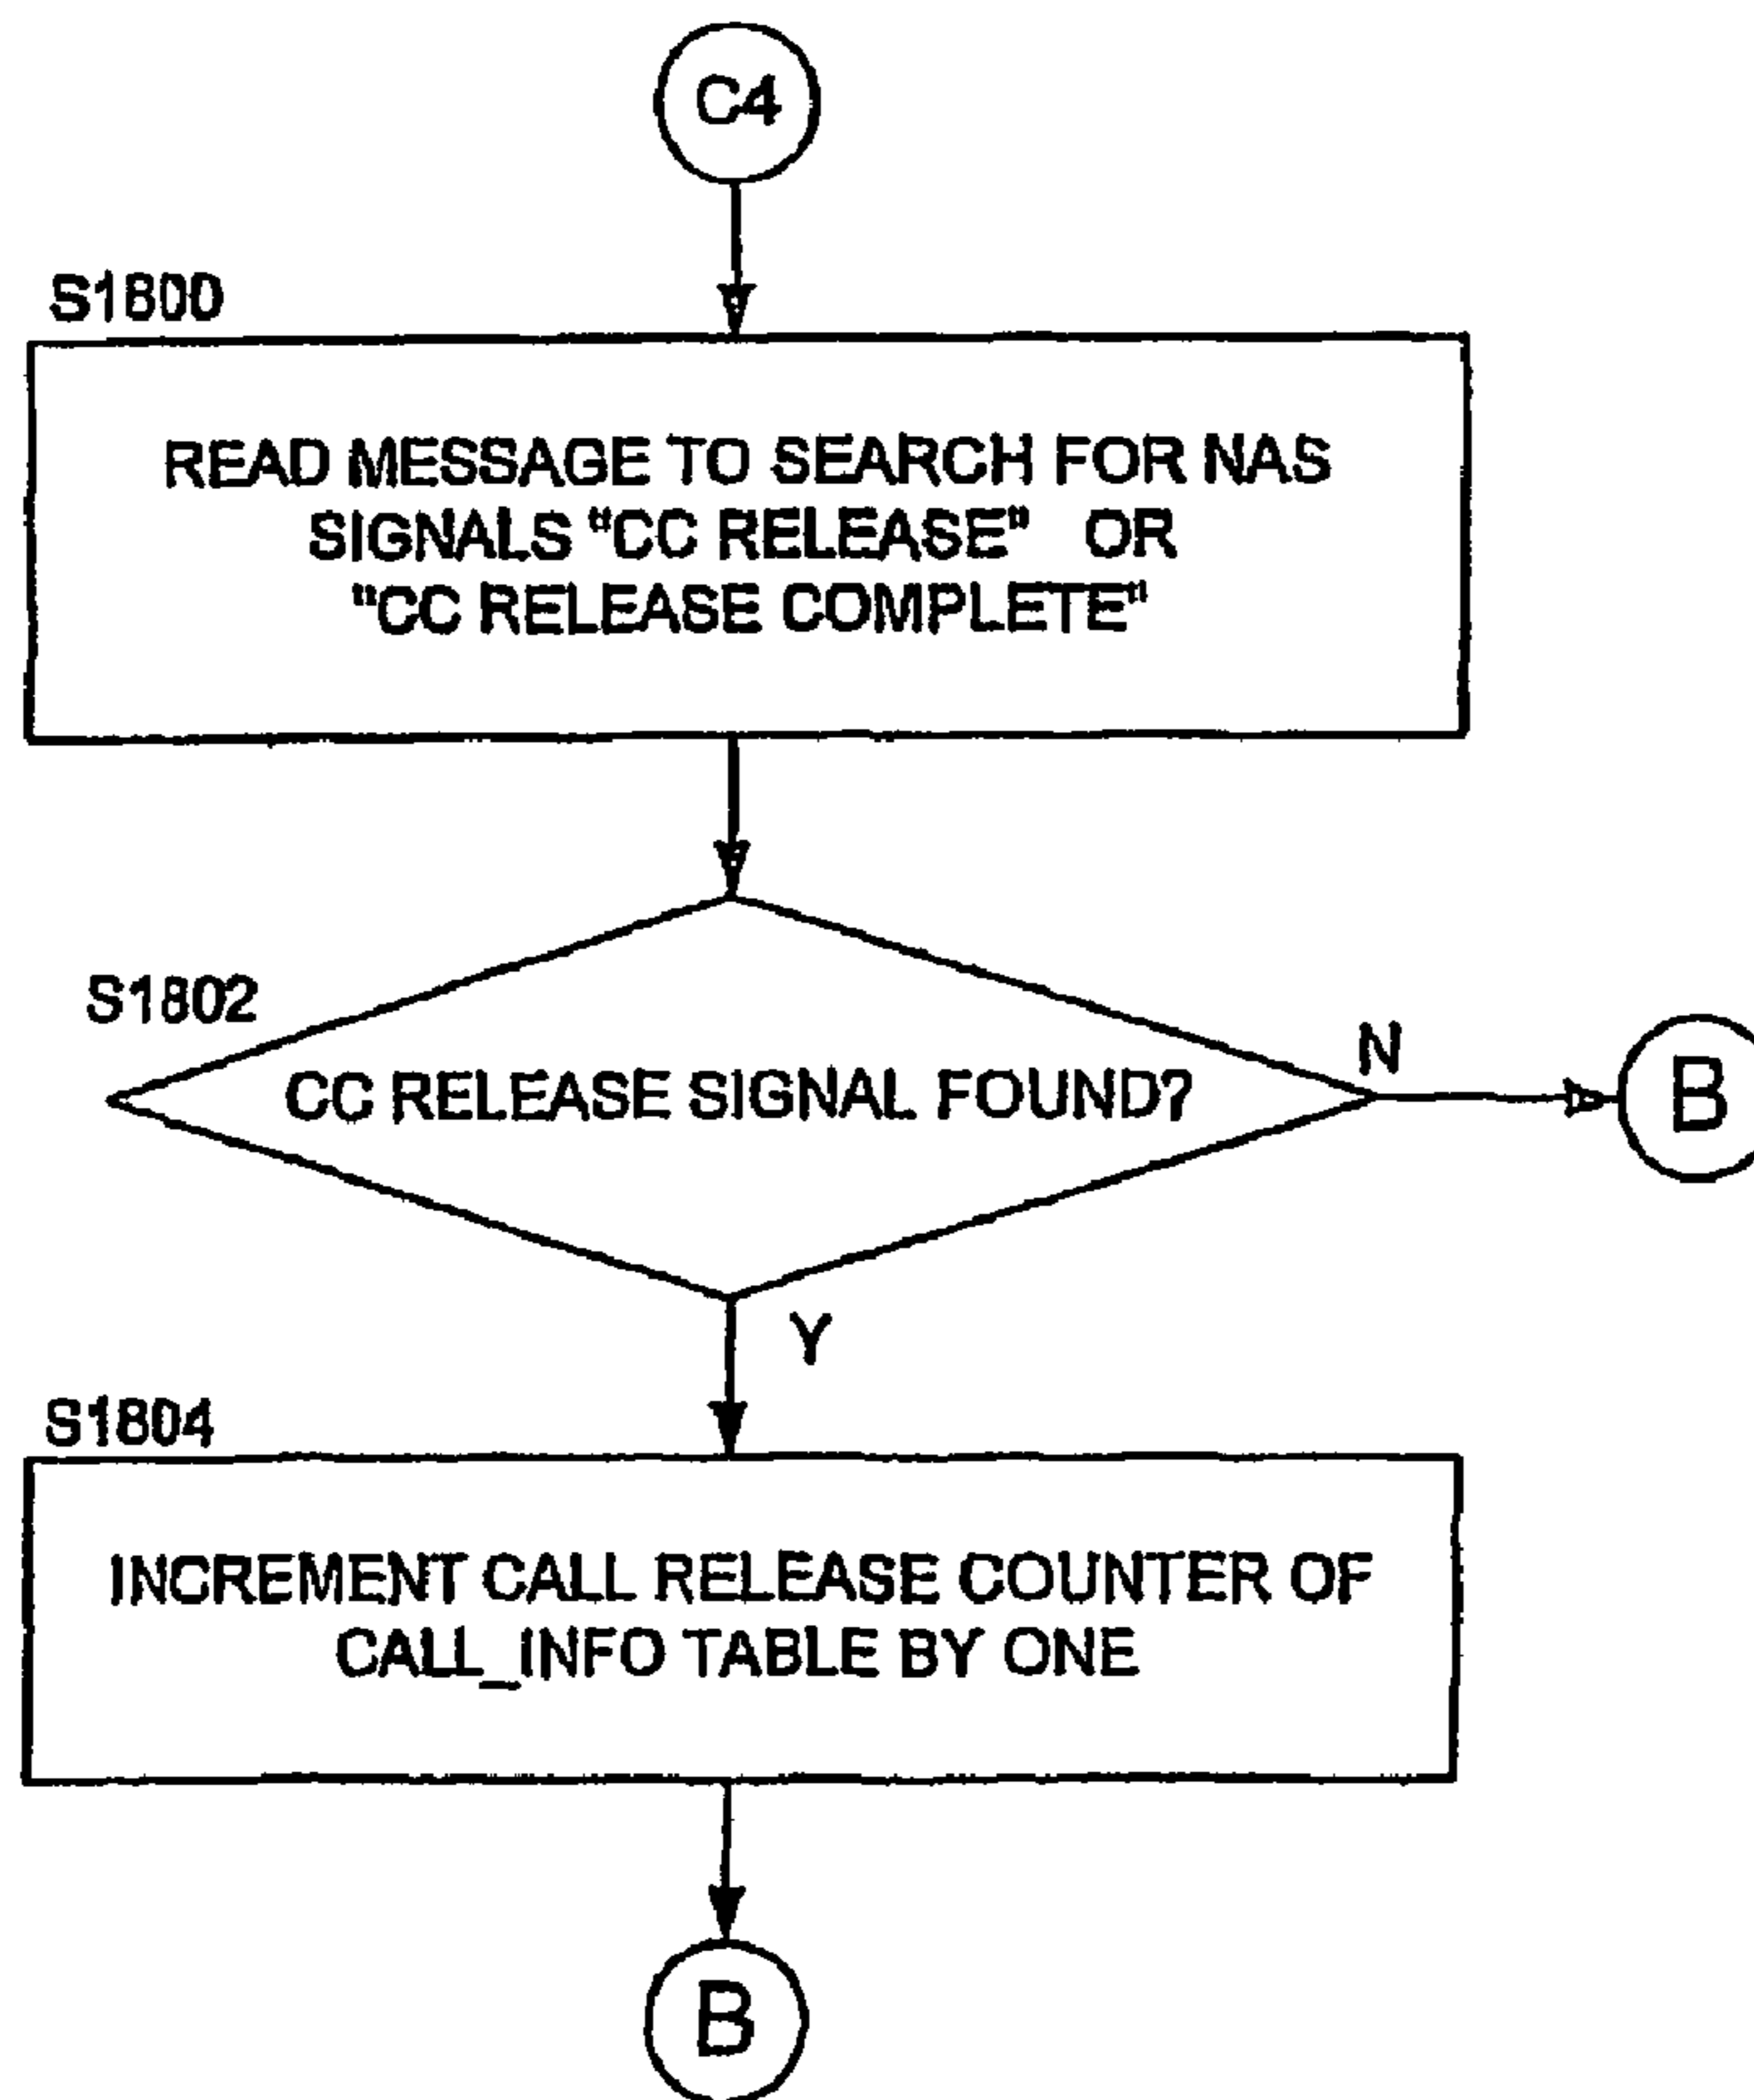 C4
S1800
READ MESSAGE TO SEARCH FOR NAS
SIGNALS "CC RELEASE" OR
"CC RELEASE COMPLETE"
S1802
CC RELEASE SIGNAL FOUND?
N
B
Y
S1804
INCREMENT CALL RELEASE COUNTER OF
CALL_INFO TABLE BY ONE
B